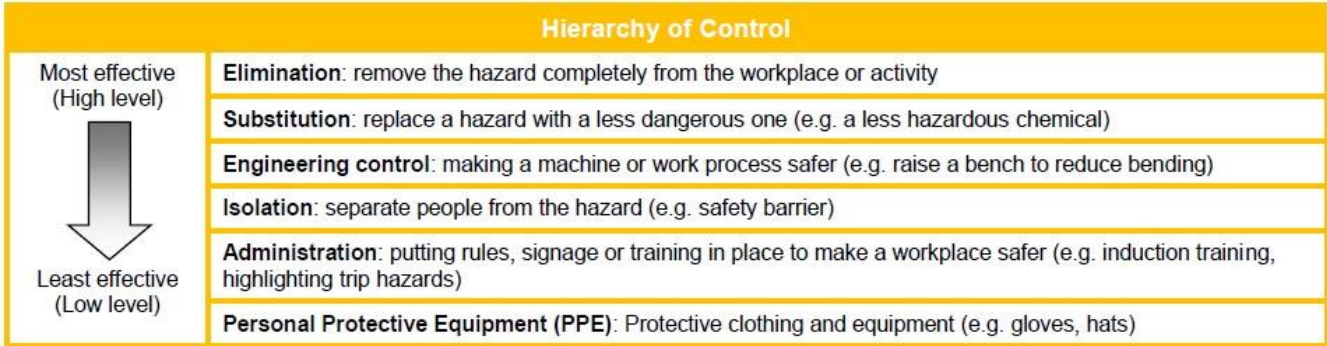 Hierarchy of Control
Most effective
(High level)
Least effective
(Low level)
Elimination: remove the hazard completely from the workplace or activity
Substitution: replace a hazard with a less dangerous one (e.g. a less hazardous chemical)
Engineering control: making a machine or work process safer (e.g. raise a bench to reduce bending)
Isolation: separate people from the hazard (e.g. safety barrier)
Administration: putting rules, signage or training in place to make a workplace safer (e.g. induction training,
highlighting trip hazards)
Personal Protective Equipment (PPE): Protective clothing and equipment (e.g. gloves, hats)